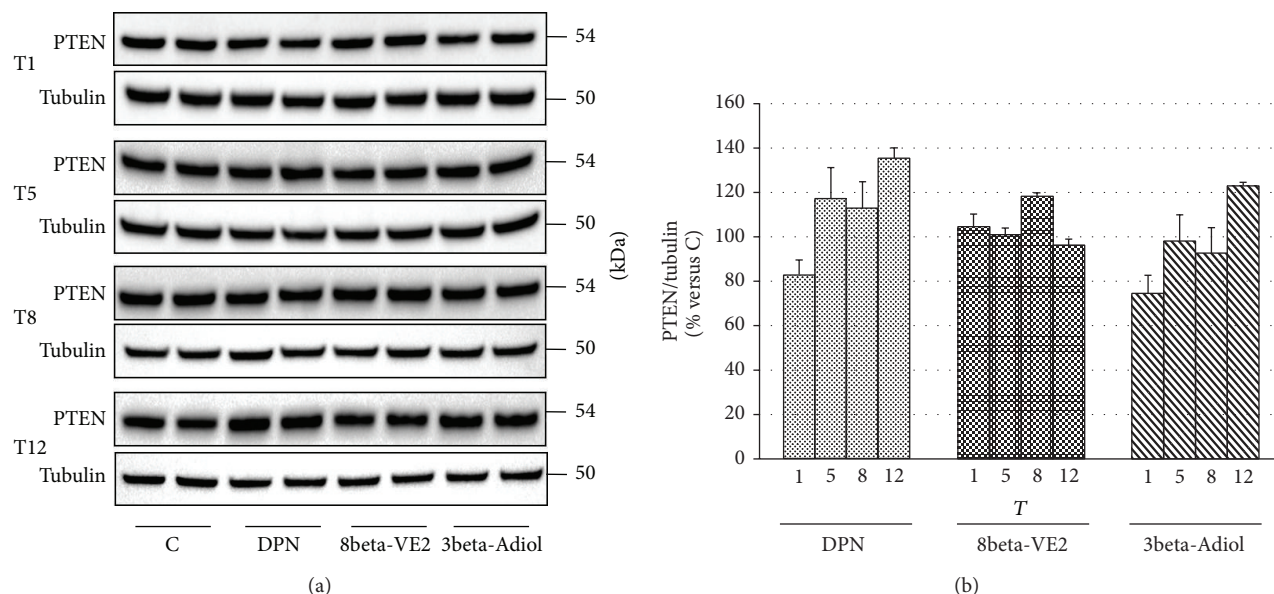 T1
PTEN
54
Tubulin
50
T5
PTEN
54
Tubulin
50
T8
PTEN
54
Tubulin
50
T12
PTEN
54
Tubulin
50
(kDa)
C DPN 8beta-VE2 3beta-Adiol
(a)
PTEN/tubulin
(% versus C)
160
140
120
100
80
60
40
20
0
1 5 8 12 1 5 8 12 1 5 8 12
T
DPN 8beta-VE2 3beta-Adiol
(b)